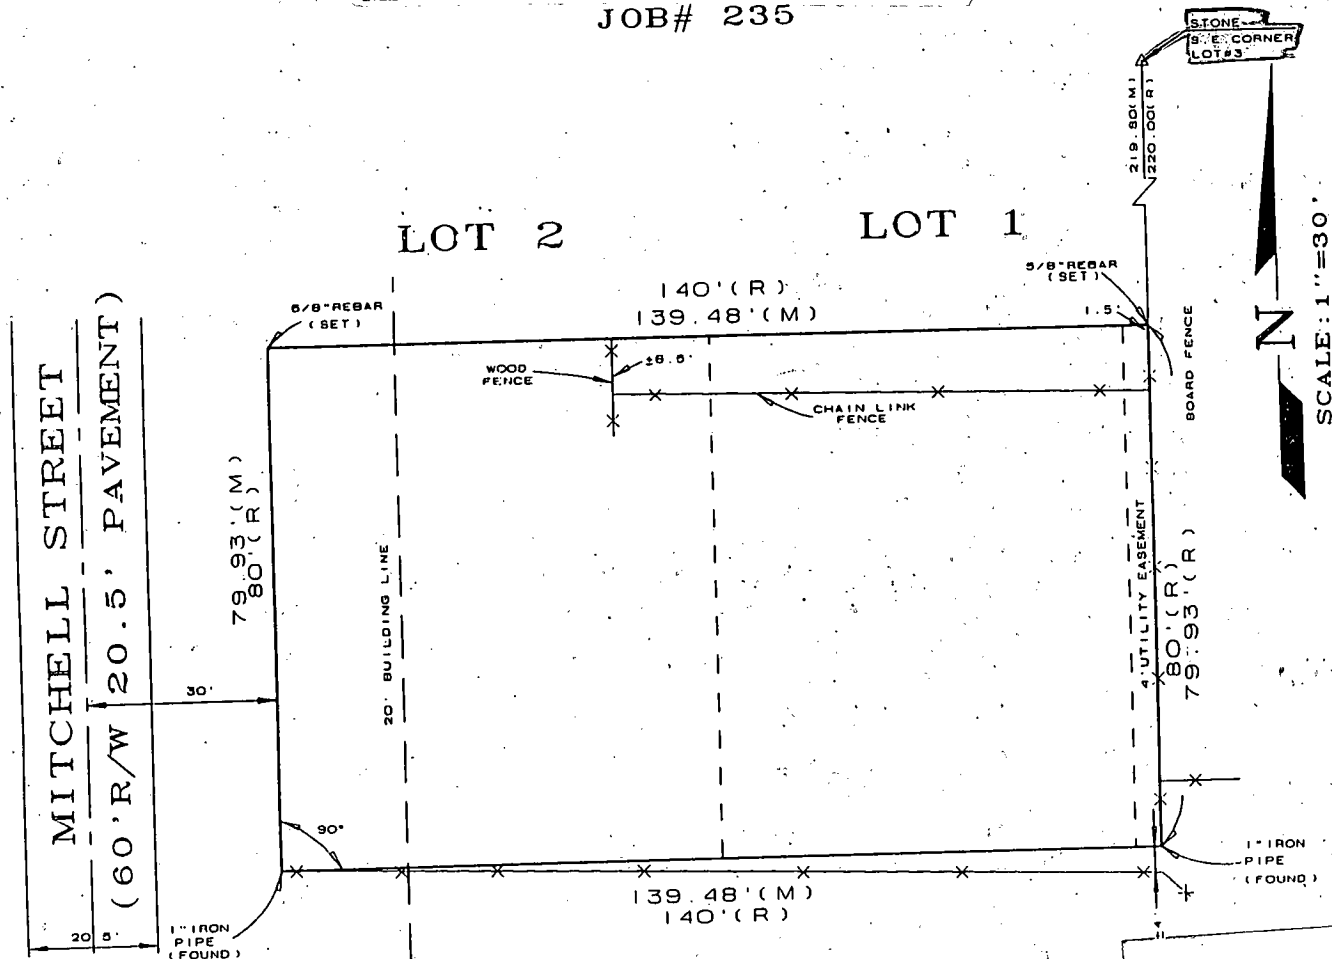 JOB# 235
STONE
S E CORNER
LOT#3
219.80(M)
220.00(R)
LOT 2
LOT 1
5/8"REBAR
(SET)
140'(R)
139.48'(M)
5/8"REBAR
(SET)
1.5'
BOARD FENCE
N
SCALE:1"=30'
WOOD
FENCE
±6.6'
CHAIN LINK
FENCE
MITCHELL STREET
(60'R/W 20.5' PAVEMENT)
79.93'(M)
80'(R)
20' BUILDING LINE
4'UTILITY EASEMENT
80'(R)
79.93'(R)
30'
90°
139.48'(M)
140'(R)
1"IRON
PIPE
(FOUND)
1"IRON
PIPE
(FOUND)
20.5'